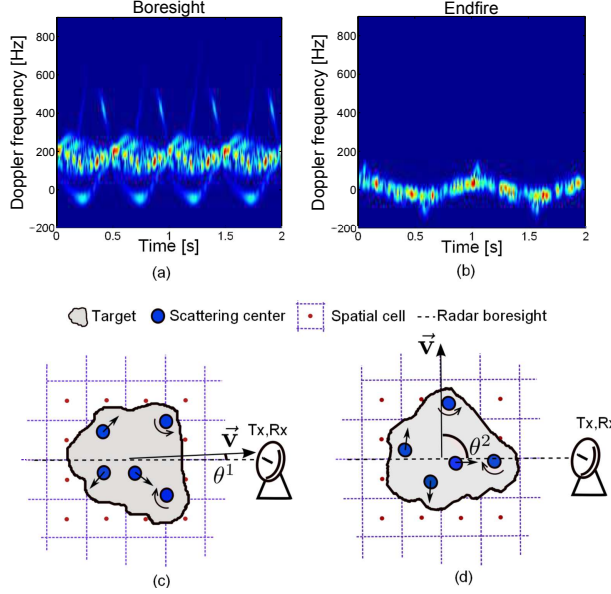 Boresight
Doppler frequency [Hz]
800
600
400
200
0
−200
0
0.5
1
1.5
2
Time [s]
(a)
Endfire
Doppler frequency [Hz]
800
600
400
200
0
−200
0
0.5
1
1.5
2
Time [s]
(b)
Target
Scattering center
Spatial cell
Radar boresight
v⃗
Tx,Rx
θ¹
(c)
v⃗
Tx,Rx
θ²
(d)